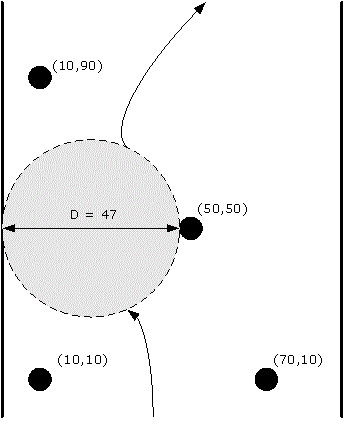 (10,90)
(50,50)
D = 47
(10,10)
(70,10)